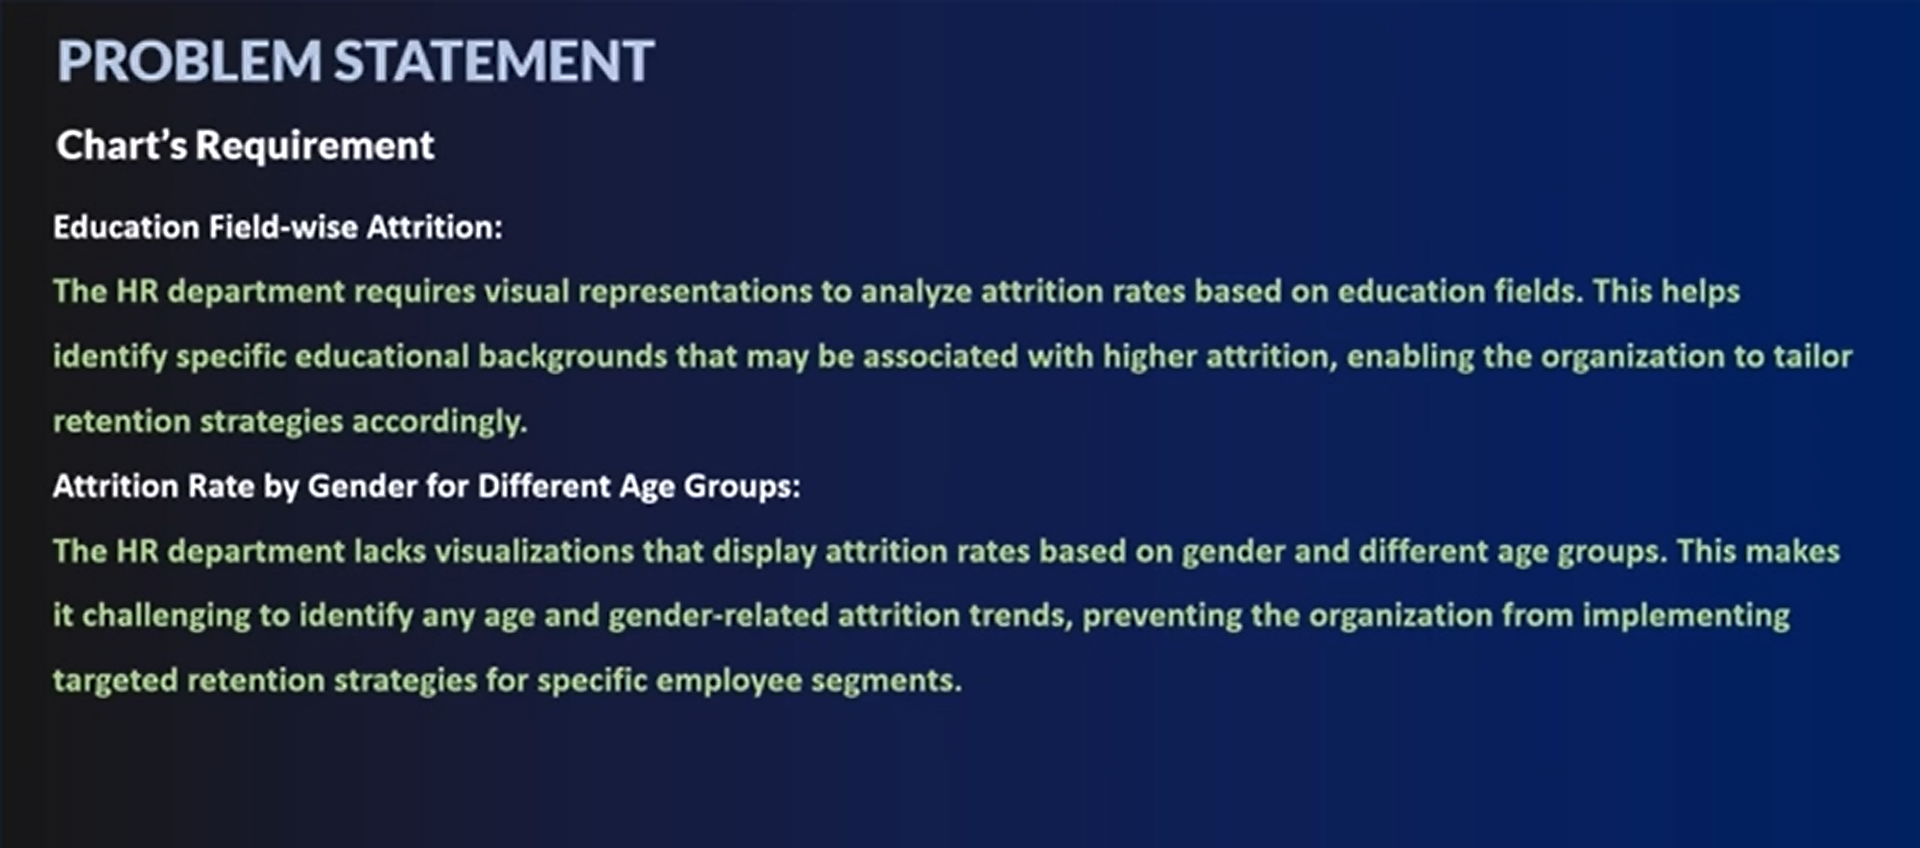 PROBLEM STATEMENT
Chart's Requirement
Education Field-wise Attrition:
The HR department requires visual representations to analyze attrition rates based on education fields. This helps
identify specific educational backgrounds that may be associated with higher attrition, enabling the organization to tailor
retention strategies accordingly.
Attrition Rate by Gender for Different Age Groups:
The HR department lacks visualizations that display attrition rates based on gender and different age groups. This makes
it challenging to identify any age and gender-related attrition trends, preventing the organization from implementing
targeted retention strategies for specific employee segments.